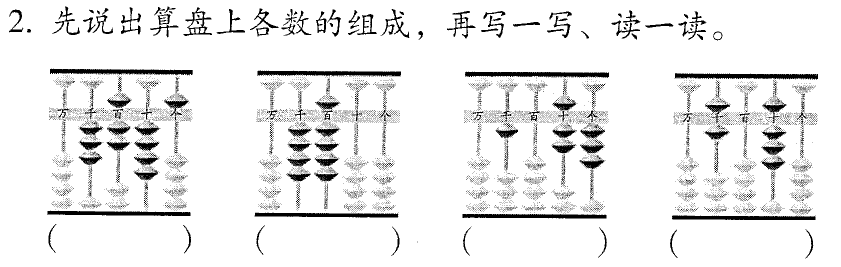 2. 先说出算盘上各数的组成，再写一写、读一读。
万 千 百 十 个 万 千 百 十 个 万 千 百 十 个 万 千 百 十 个
( ) ( ) ( ) ( )